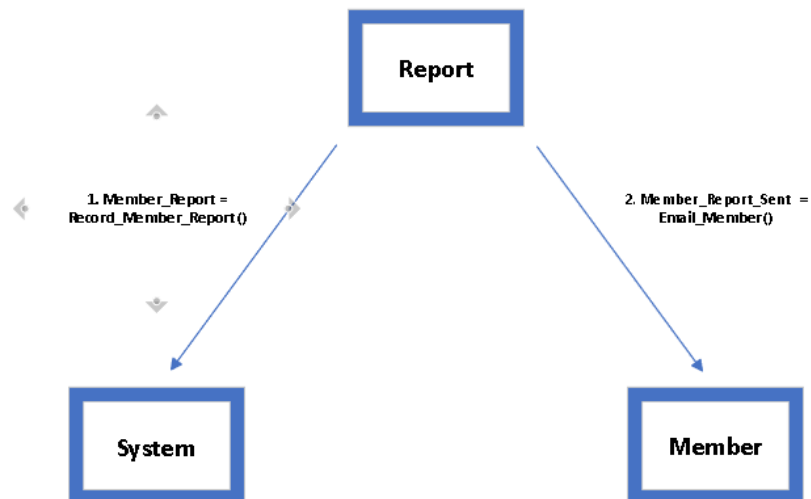 Report
1. Member_Report =
Record_Member_Report()
2. Member_Report_Sent =
Email_Member()
System
Member